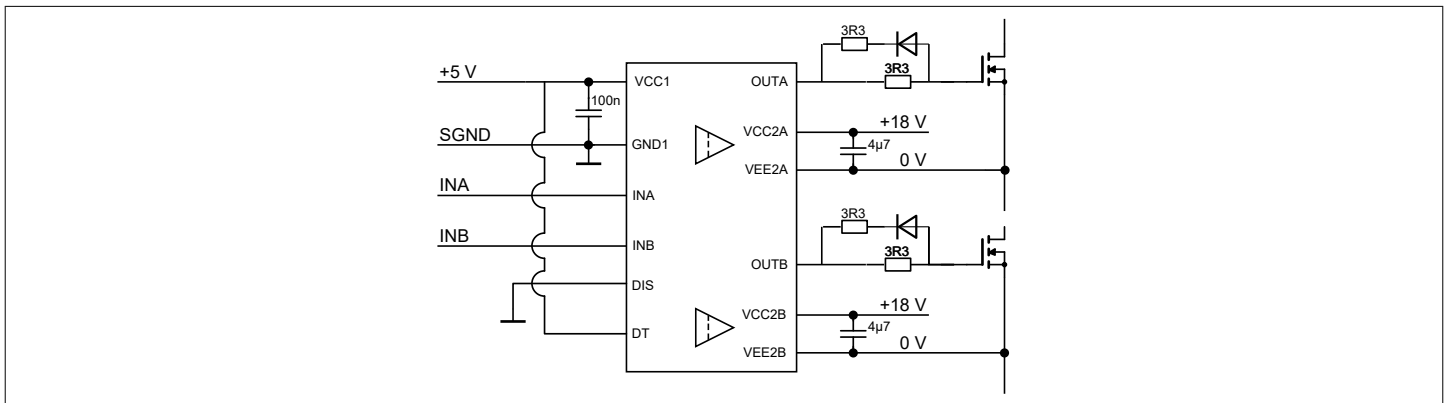 3R3
+5 V
VCC1
OUTA
3R3
100n
VCC2A
+18 V
SGND
GND1
4µ7
VEE2A
0 V
INA
INA
3R3
INB
INB
3R3
OUTB
DIS
VCC2B
+18 V
DT
4µ7
VEE2B
0 V